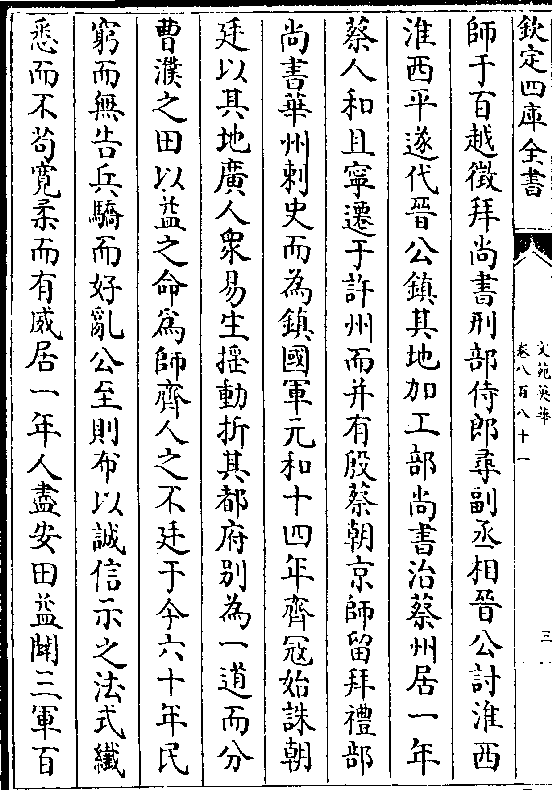 欽定四庫全書
文苑英華
卷八百八十一
三
師于百越徵拜尚書刑部侍郎尋副丞相晉公討淮西
淮西平遂代晉公鎮其地加工部尚書治蔡州居一年
蔡人和且寧遷于許州而并有殷蔡朝京師留拜禮部
尚書華州刺史而為鎮國軍元和十四年齊冦始誅朝
廷以其地廣人衆易生揺動折其都府别為一道而分
曹濮之田以益之命爲師齊人之不廷于今六十年民
窮而無告兵驕而好亂公至則布以誠信示之法式纖
悉而不苟寛柔而有威居一年人盡安田益闢三軍百